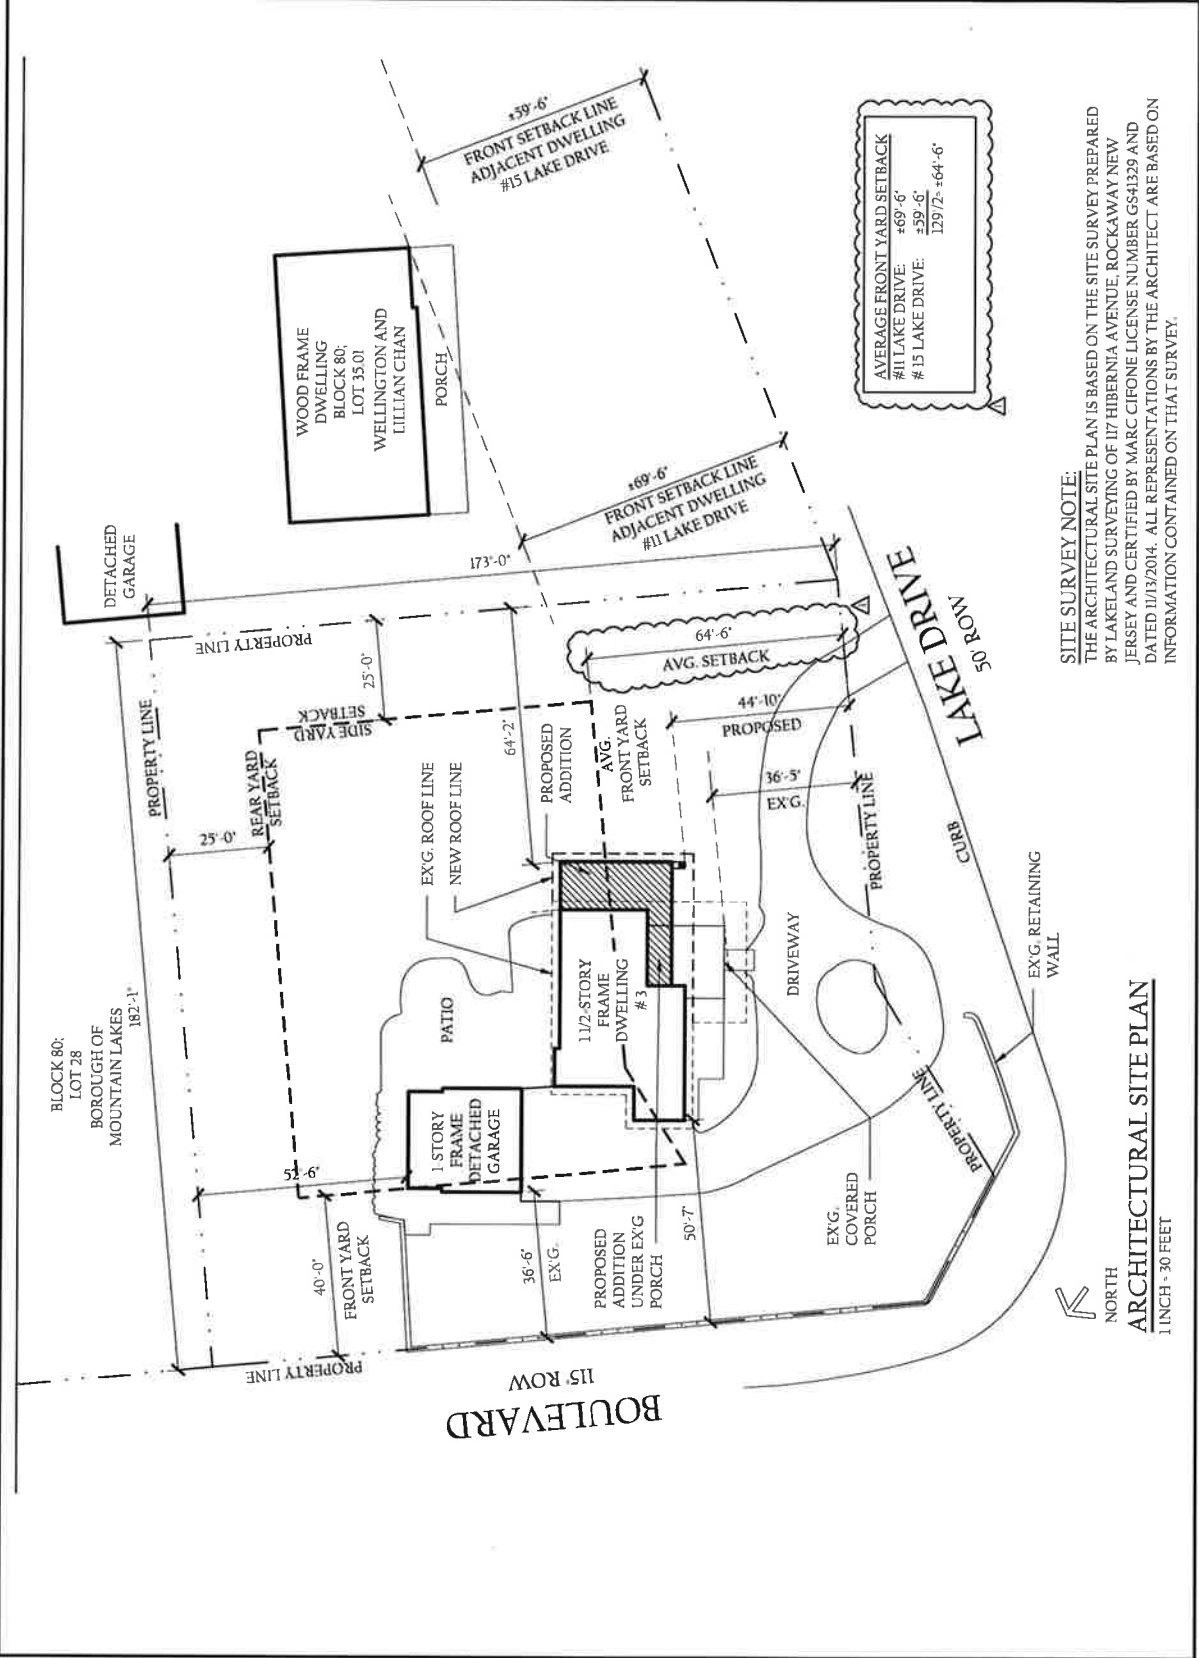 BLOCK 80;
LOT 28
BOROUGH OF
MOUNTAIN LAKES
182'-1"
DETACHED
GARAGE
PROPERTY LINE
PROPERTY LINE
25'-0"
REAR YARD
SETBACK
SIDE YARD
SETBACK
25'-0"
WOOD FRAME
DWELLING
BLOCK 80;
LOT 35.01
WELLINGTON AND
LILLIAN CHAN
PORCH
±59'-6"
FRONT SETBACK LINE
ADJACENT DWELLING
#15 LAKE DRIVE
±69'-6"
FRONT SETBACK LINE
ADJACENT DWELLING
#11 LAKE DRIVE
173'-0"
64'-2"
EX'G. ROOF LINE
NEW ROOF LINE
PROPOSED
ADDITION
AVG.
FRONT YARD
SETBACK
64'-6"
AVG. SETBACK
44'-10"
PROPOSED
36'-5"
EX'G.
PROPERTY LINE
52'-6"
40'-0"
FRONT YARD
SETBACK
PROPERTY LINE
PATIO
1-STORY
FRAME
DETACHED
GARAGE
1 1/2-STORY
FRAME
DWELLING
# 3
36'-6"
EX'G.
PROPOSED
ADDITION
UNDER EX'G
PORCH
50'-7"
DRIVEWAY
EX'G.
COVERED
PORCH
PROPERTY LINE
PROPERTY LINE
CURB
EX'G. RETAINING
WALL
LAKE DRIVE
50' ROW
BOULEVARD
115' ROW
AVERAGE FRONT YARD SETBACK
#11 LAKE DRIVE: ±69'-6"
# 15 LAKE DRIVE: ±59'-6"
129'/2= ±64'-6"
SITE SURVEY NOTE:
THE ARCHITECTURAL SITE PLAN IS BASED ON THE SITE SURVEY PREPARED
BY LAKELAND SURVEYING OF 117 HIBERNIA AVENUE, ROCKAWAY NEW
JERSEY AND CERTIFIED BY MARC CIFONE LICENSE NUMBER GS41329 AND
DATED 11/13/2014. ALL REPRESENTATIONS BY THE ARCHITECT ARE BASED ON
INFORMATION CONTAINED ON THAT SURVEY.
NORTH
ARCHITECTURAL SITE PLAN
1 INCH = 30 FEET